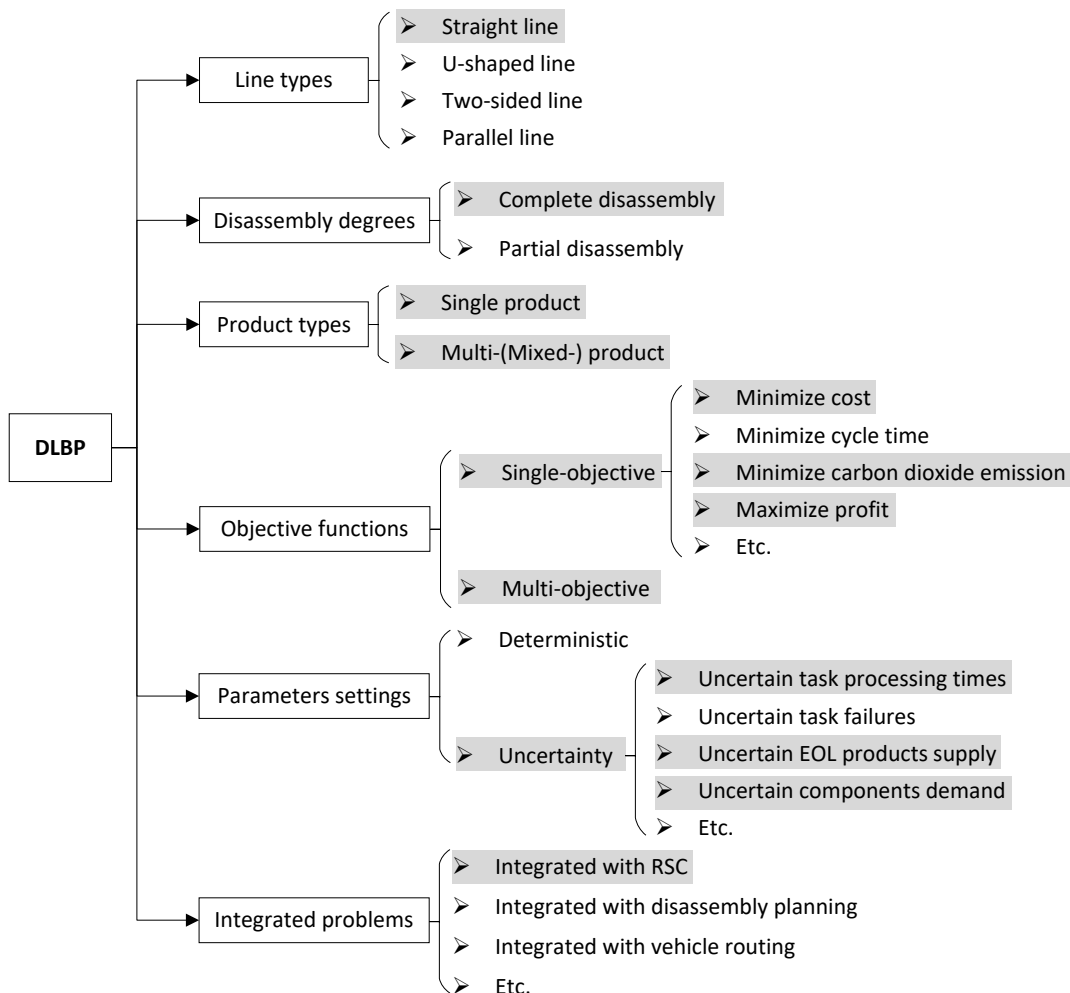 Straight line
U-shaped line
Line types
Two-sided line
Parallel line
Complete disassembly
Disassembly degrees
Partial disassembly
Single product
Product types
Multi-(Mixed-) product
Minimize cost
Minimize cycle time
DLBP
Single-objective
Minimize carbon dioxide emission
Maximize profit
Objective functions
Etc.
Multi-objective
Deterministic
Uncertain task processing times
Parameters settings
Uncertain task failures
Uncertainty
Uncertain EOL products supply
Uncertain components demand
Etc.
Integrated with RSC
Integrated with disassembly planning
Integrated problems
Integrated with vehicle routing
Etc.